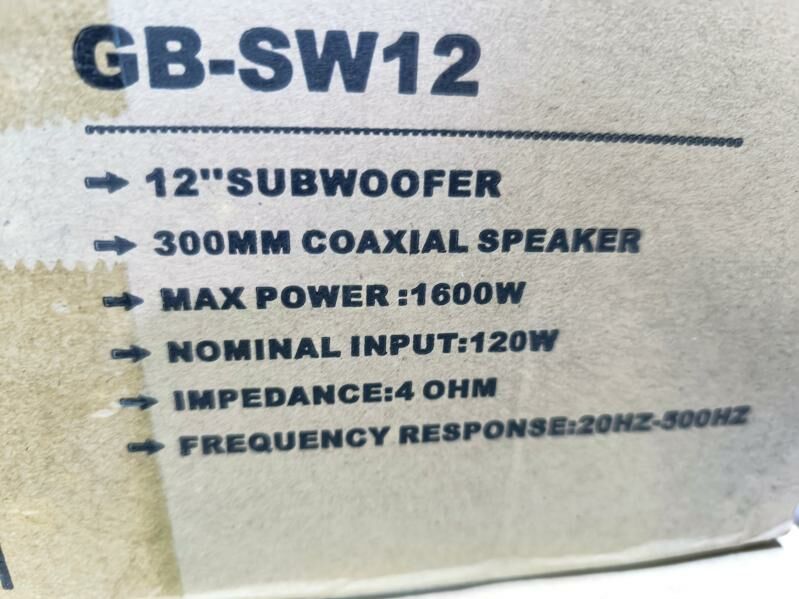 GB-SW12
12"SUBWOOFER
300MM COAXIAL SPEAKER
MAX POWER :1600W
NOMINAL INPUT:120W
IMPEDANCE:4 OHM
FREQUENCY RESPONSE:20HZ-500HZ